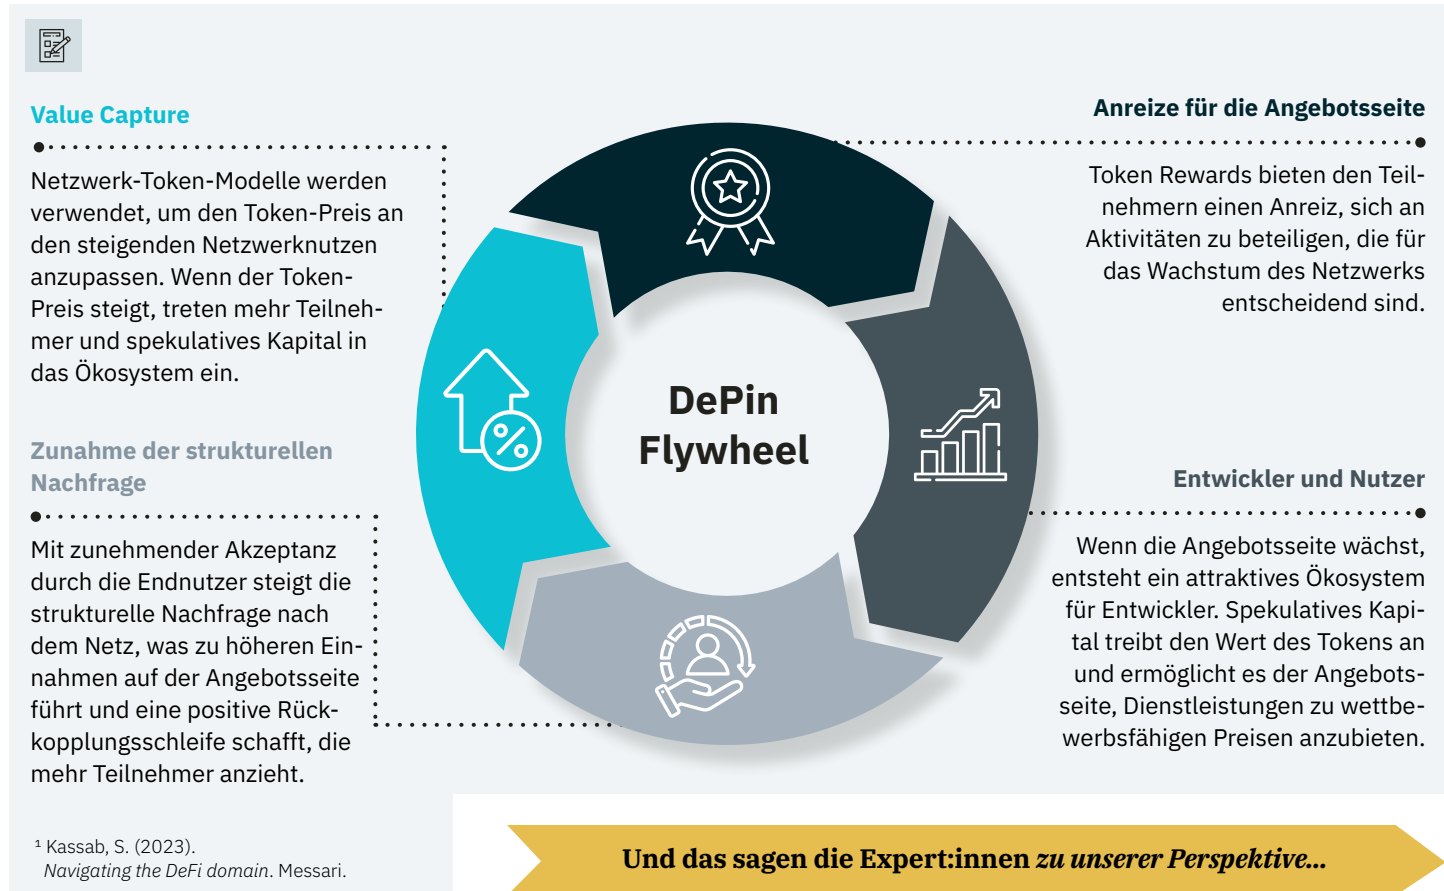 Value Capture
Netzwerk-Token-Modelle werden
verwendet, um den Token-Preis an
den steigenden Netzwerknutzen
anzupassen. Wenn der Token-
Preis steigt, treten mehr Teilneh-
mer und spekulatives Kapital in
das Ökosystem ein.
Zunahme der strukturellen
Nachfrage
Mit zunehmender Akzeptanz
durch die Endnutzer steigt die
strukturelle Nachfrage nach
dem Netz, was zu höheren Ein-
nahmen auf der Angebotsseite
führt und eine positive Rück-
kopplungsschleife schafft, die
mehr Teilnehmer anzieht.
DePin
Flywheel
%
Anreize für die Angebotsseite
Token Rewards bieten den Teil-
nehmern einen Anreiz, sich an
Aktivitäten zu beteiligen, die für
das Wachstum des Netzwerks
entscheidend sind.
Entwickler und Nutzer
Wenn die Angebotsseite wächst,
entsteht ein attraktives Ökosystem
für Entwickler. Spekulatives Kapi-
tal treibt den Wert des Tokens an
und ermöglicht es der Angebots-
seite, Dienstleistungen zu wettbe-
werbsfähigen Preisen anzubieten.
¹ Kassab, S. (2023).
Navigating the DeFi domain. Messari.
Und das sagen die Expert:innen zu unserer Perspektive...